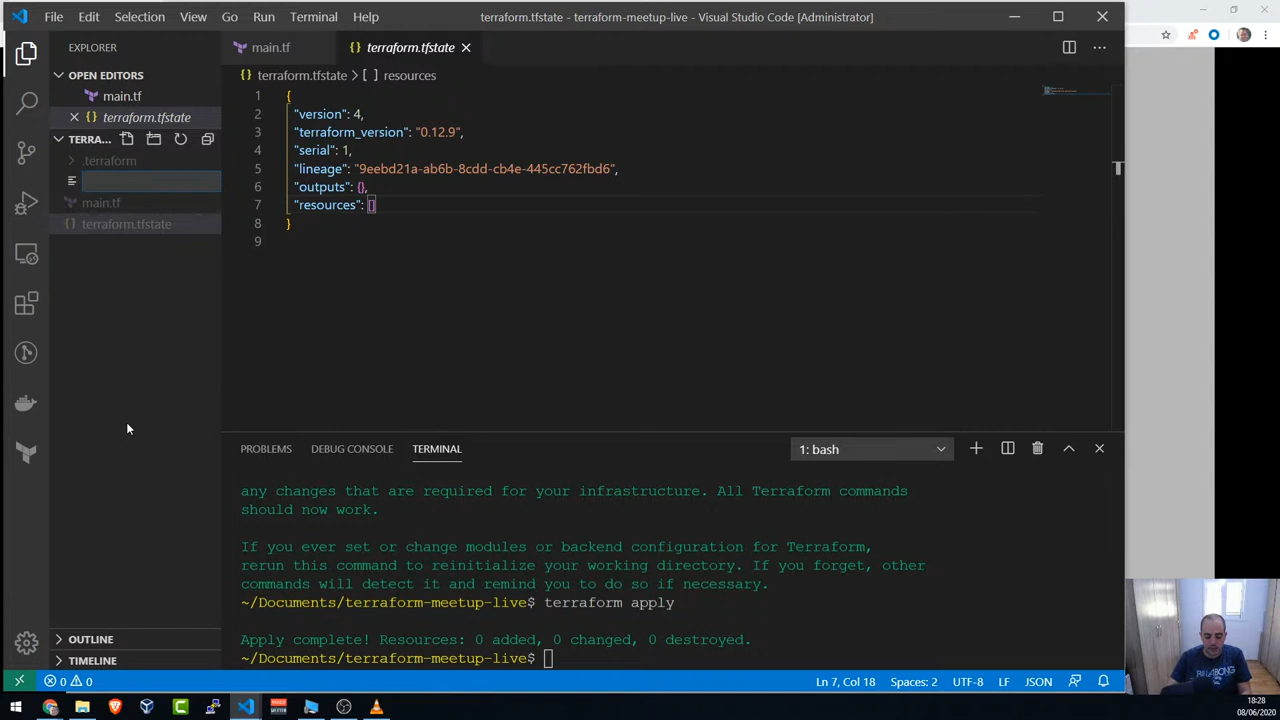 File Edit Selection View Go Run Terminal Help
terraform.tfstate - terraform-meetup-live - Visual Studio Code [Administrator]
EXPLORER
OPEN EDITORS
main.tf
terraform.tfstate
TERRA...
.terraform
main.tf
terraform.tfstate
OUTLINE
TIMELINE
main.tf
{} terraform.tfstate
{} terraform.tfstate > [ ] resources
1 {
2 "version": 4,
3 "terraform_version": "0.12.9",
4 "serial": 1,
5 "lineage": "9eebd21a-ab6b-8cdd-cb4e-445cc762fbd6",
6 "outputs": {},
7 "resources": []
8 }
9
PROBLEMS DEBUG CONSOLE TERMINAL
1: bash
any changes that are required for your infrastructure. All Terraform commands
should now work.
If you ever set or change modules or backend configuration for Terraform,
rerun this command to reinitialize your working directory. If you forget, other
commands will detect it and remind you to do so if necessary.
~/Documents/terraform-meetup-live$ terraform apply
Apply complete! Resources: 0 added, 0 changed, 0 destroyed.
~/Documents/terraform-meetup-live$
0 0
Ln 7, Col 18 Spaces: 2 UTF-8 LF JSON
18:28
08/06/2020